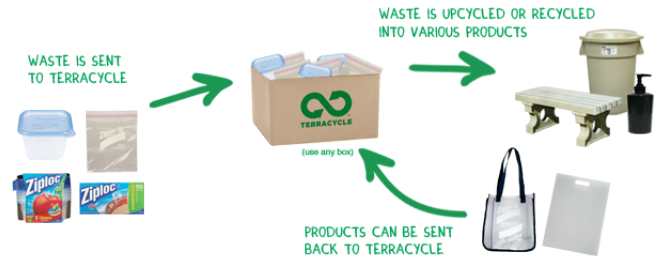 WASTE IS SENT
TO TERRACYCLE
Ziploc
Ziploc
TERRACYCLE
(use any box)
WASTE IS UPCYCLED OR RECYCLED
INTO VARIOUS PRODUCTS
PRODUCTS CAN BE SENT
BACK TO TERRACYCLE